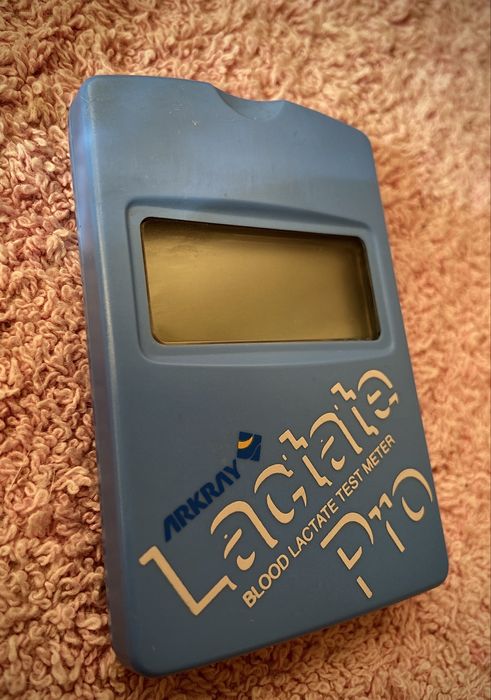 ARKRAY
Lactate
BLOOD LACTATE TEST METER
Pro